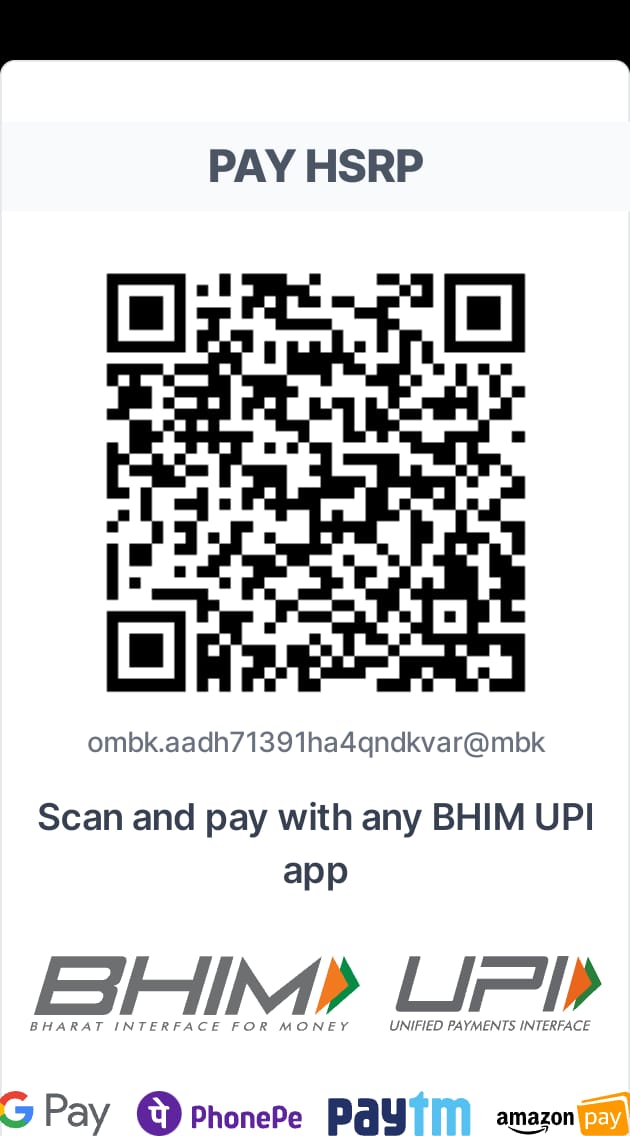 PAY HSRP
ombk.aadh71391ha4qndkvar@mbk
Scan and pay with any BHIM UPI
app
BHIM UPI
BHARAT INTERFACE FOR MONEY UNIFIED PAYMENTS INTERFACE
G Pay पे PhonePe paytm amazon pay